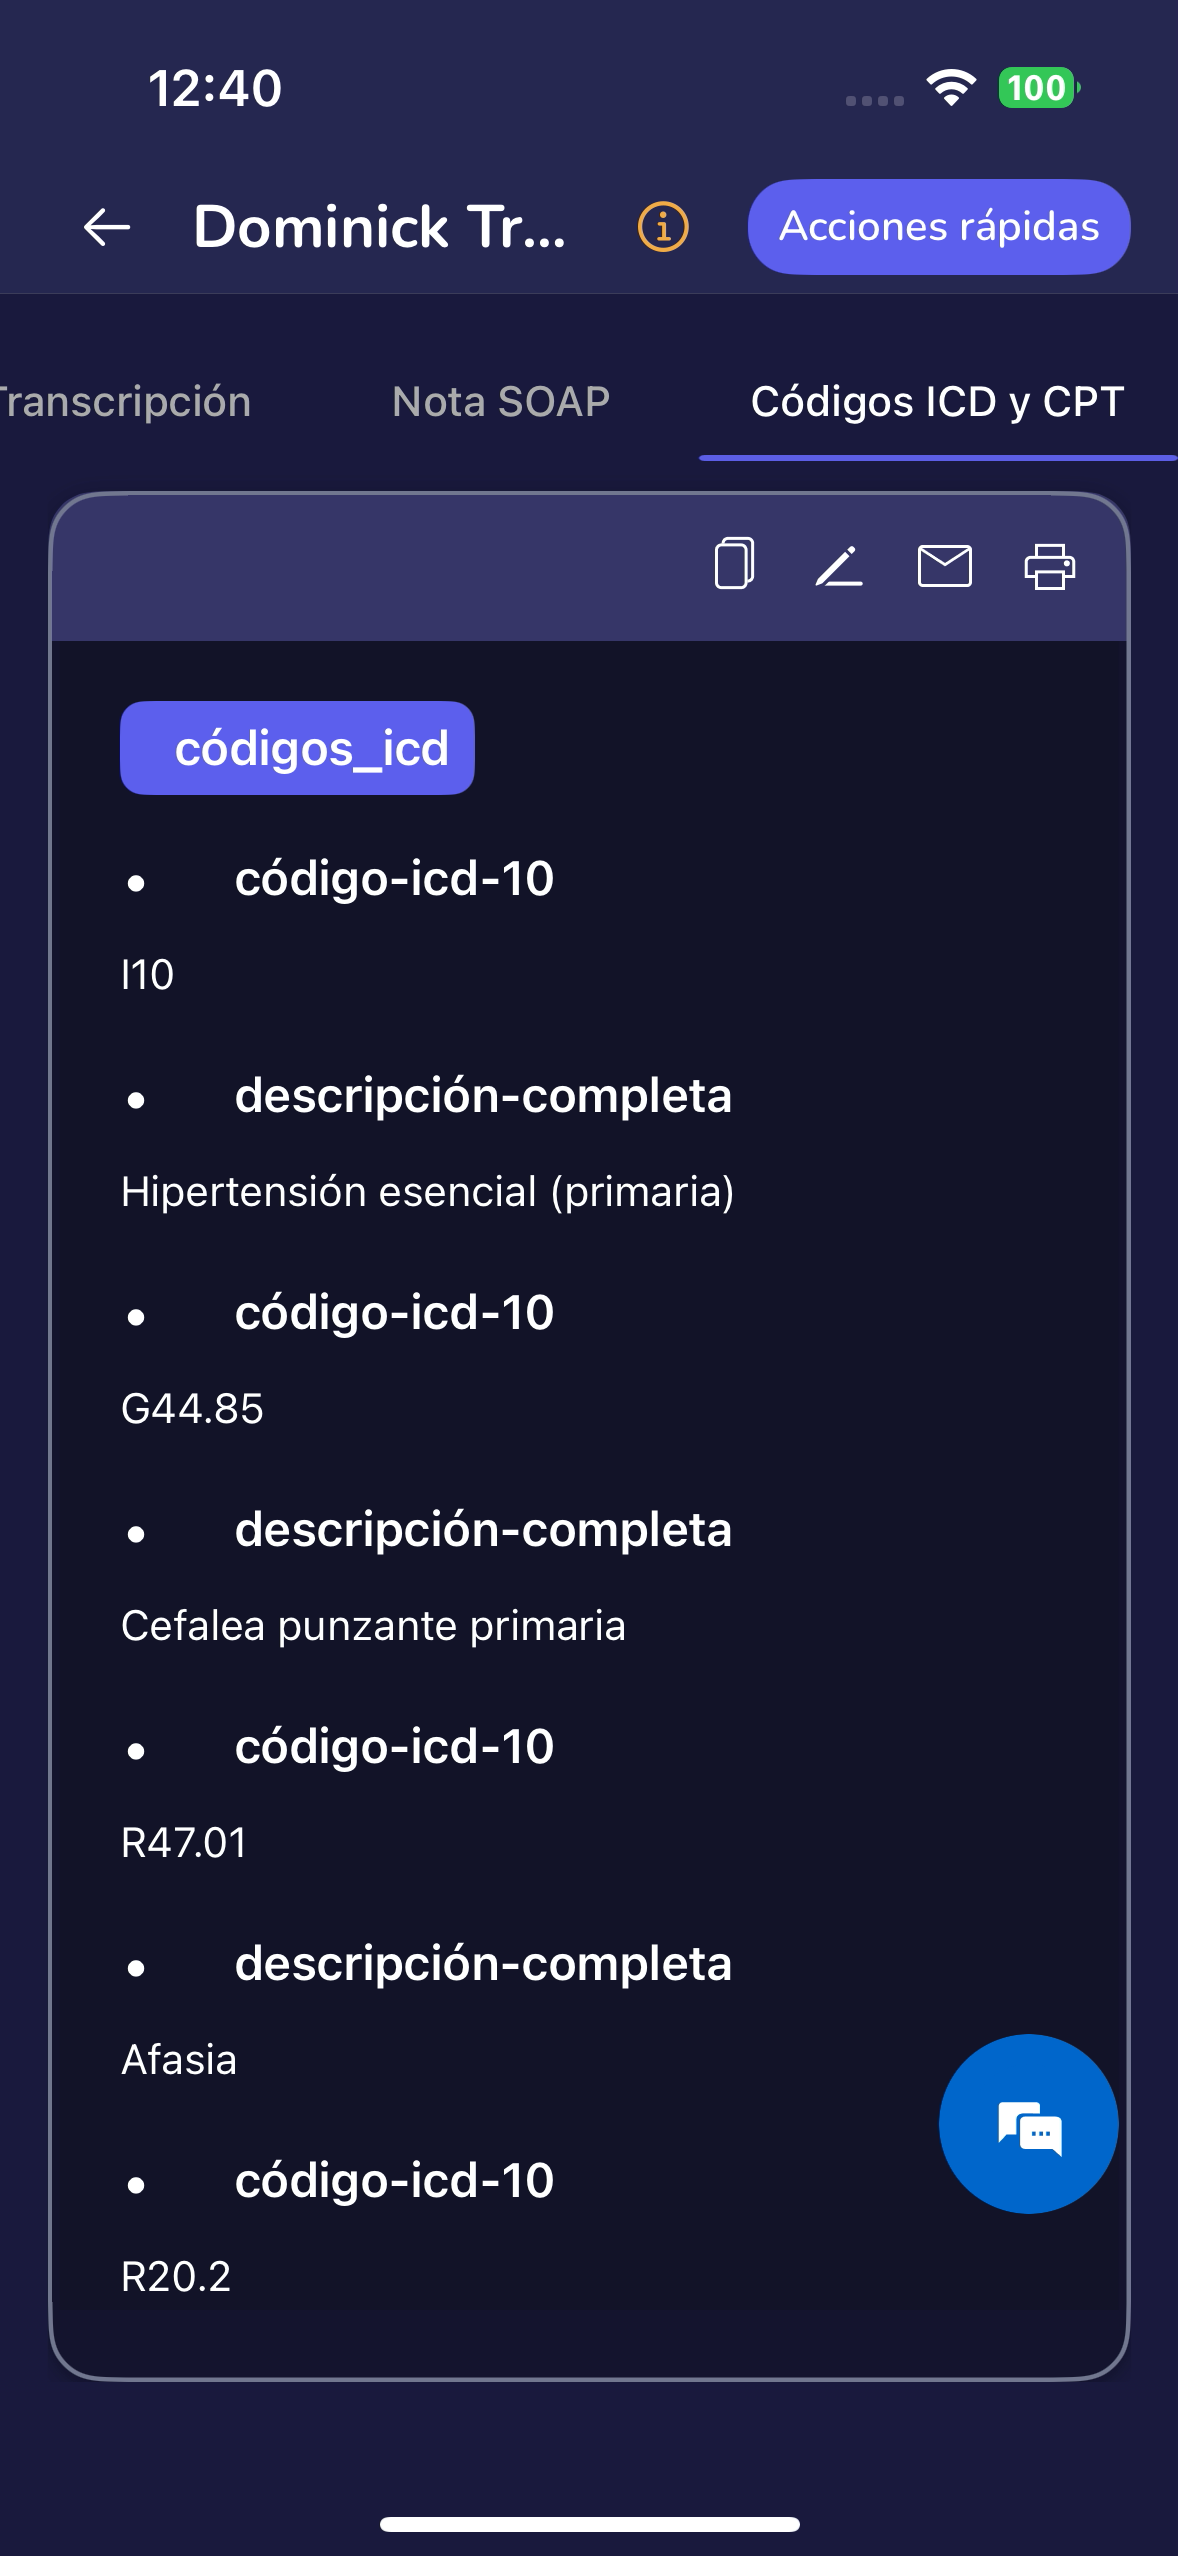 12:40
100
Dominick Tr...
Acciones rápidas
Transcripción
Nota SOAP
Códigos ICD y CPT
códigos_icd
• código-icd-10
I10
• descripción-completa
Hipertensión esencial (primaria)
• código-icd-10
G44.85
• descripción-completa
Cefalea punzante primaria
• código-icd-10
R47.01
• descripción-completa
Afasia
• código-icd-10
R20.2